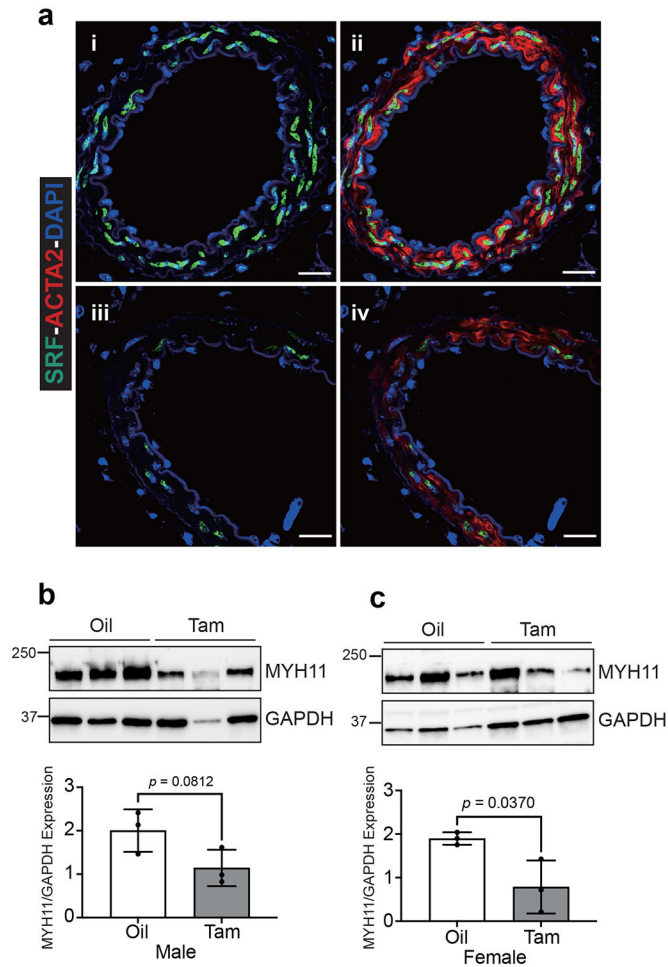 a
i
ii
SRF-ACTA2-DAPI
iii
iv
b
c
Oil Tam
Oil Tam
250
MYH11
37
GAPDH
250
MYH11
37
GAPDH
MYH11/GAPDH Expression
3
2
1
0
p = 0.0812
Oil Tam
Male
MYH11/GAPDH Expression
3
2
1
0
p = 0.0370
Oil Tam
Female